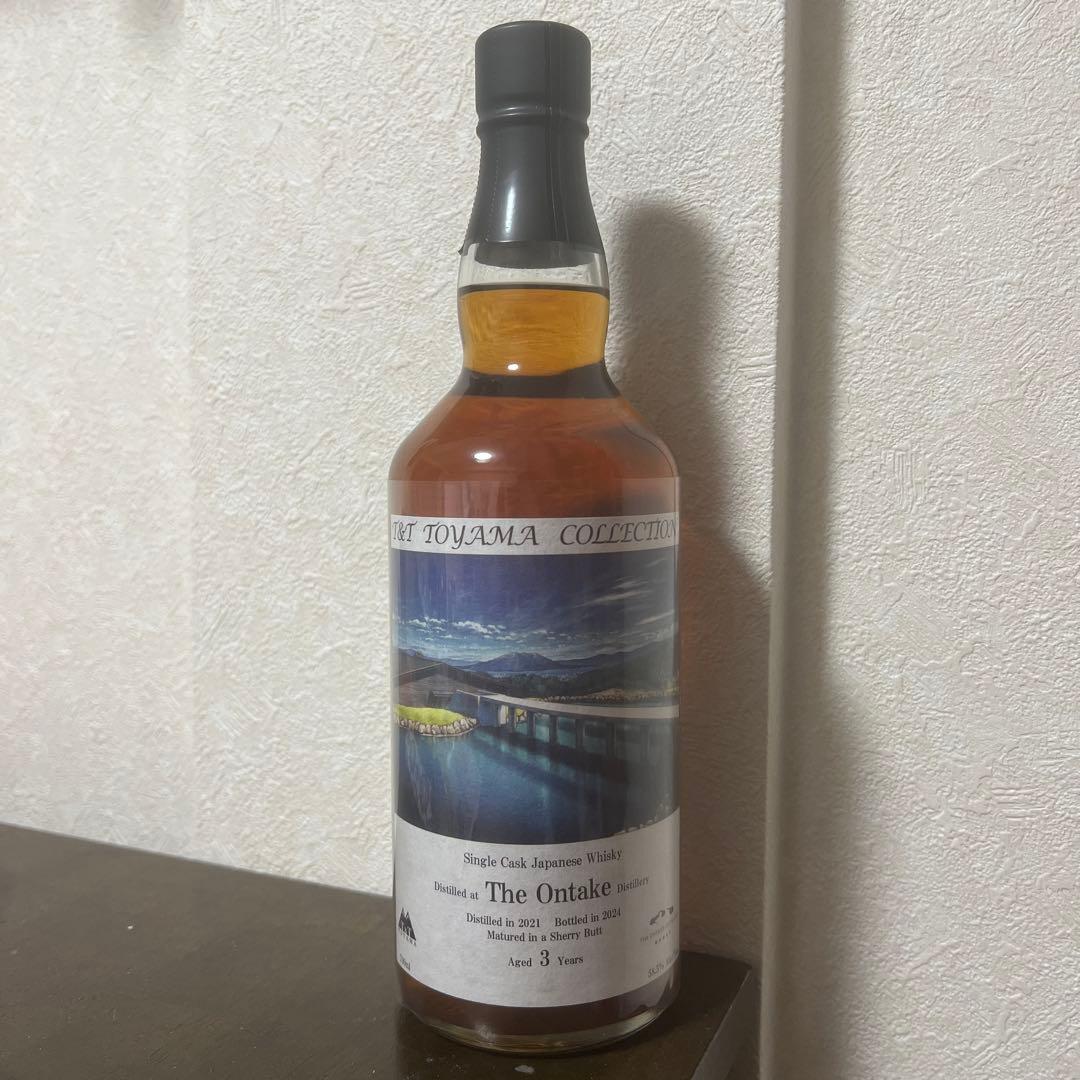 T&T TOYAMA COLLECTION
Single Cask Japanese Whisky
Distilled at The Ontake Distillery
Distilled in 2021 Bottled in 2024
Matured in a Sherry Butt
Aged 3 Years